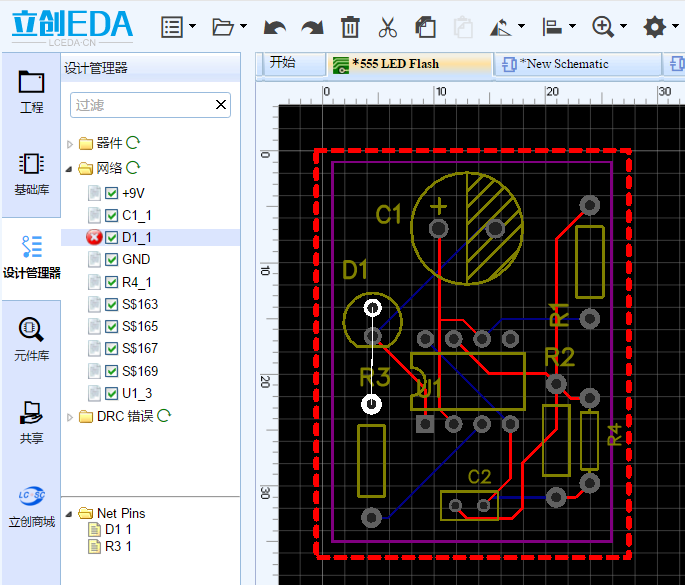 立创EDA
LCEDA·CN
工程
基础库
设计管理器
元件库
共享
LCSC
立创商城
设计管理器
过滤
器件
网络
+9V
C1_1
D1_1
GND
R4_1
S$163
S$165
S$167
S$169
U1_3
DRC 错误
Net Pins
D1 1
R3 1
开始
*555 LED Flash
*New Schematic
0
10
20
30
0
10
20
30
C1
+
D1
R1
R3
U1
R2
R4
C2